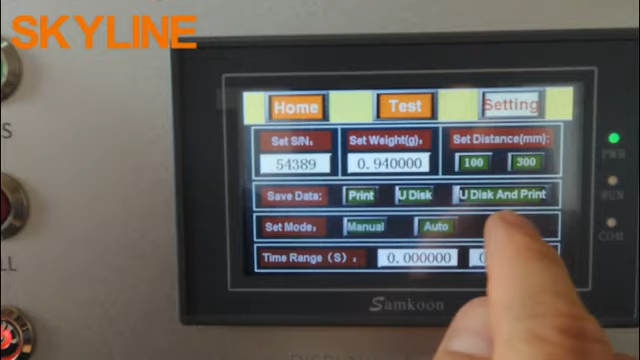 SKYLINE
Home Test Setting
Set S/N: Set Weight(g): Set Distance(mm):
54389 0.940000 100 300
Save Data: Print U Disk U Disk And Print
Set Mode: Manual Auto
Time Range (S): 0.000000
PWR
RUN
COM
Samkoon